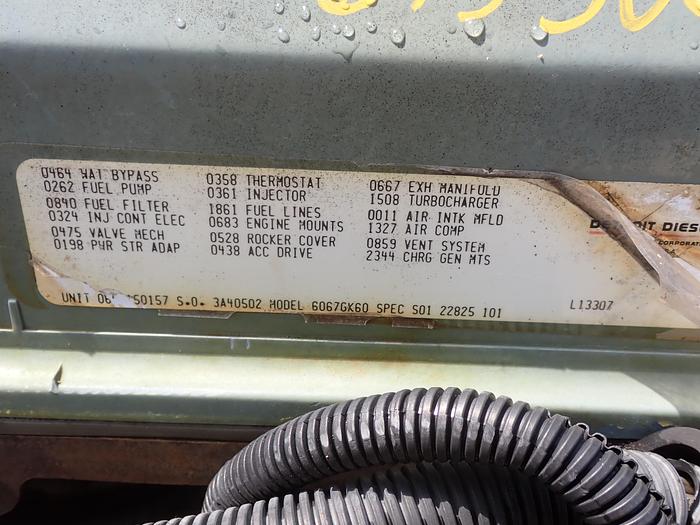 0464 WAT BYPASS
0262 FUEL PUMP
0840 FUEL FILTER
0324 INJ CONT ELEC
0475 VALVE MECH
0198 PWR STR ADAP
0358 THERMOSTAT
0361 INJECTOR
1861 FUEL LINES
0683 ENGINE MOUNTS
0528 ROCKER COVER
0438 ACC DRIVE
0667 EXH MANIFOLD
1508 TURBOCHARGER
0011 AIR INTK MFLD
1327 AIR COMP
0859 VENT SYSTEM
2344 CHRG GEN MTS
DIESE
CORPORAT
UNIT 50157 S.O. 3A40502 MODEL 6067GK60 SPEC S01 22825 101
L13307